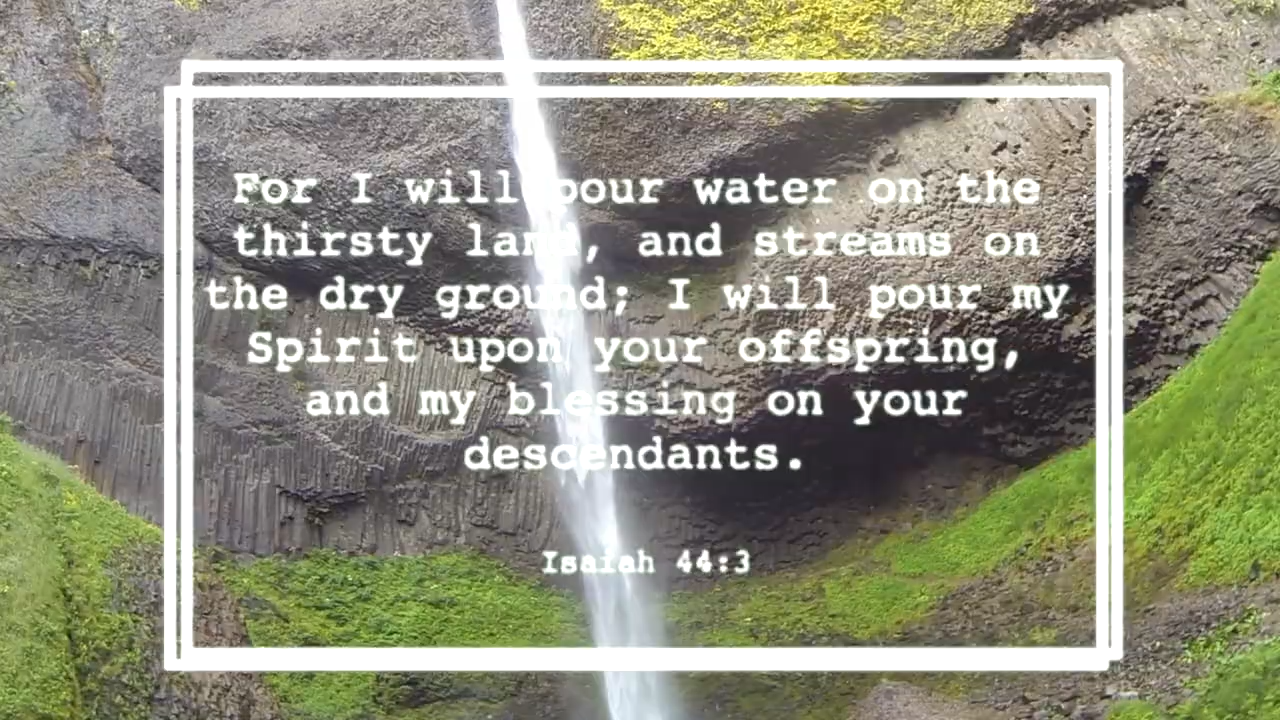 For I will pour water on the
thirsty land, and streams on
the dry ground; I will pour my
Spirit upon your offspring,
and my blessing on your
descendants.
Isaiah 44:3